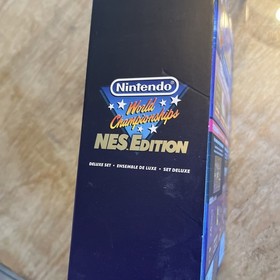 Nintendo
World
Championships
NES EDITION
DELUXE SET • ENSEMBLE DE LUXE • SET DELUXE